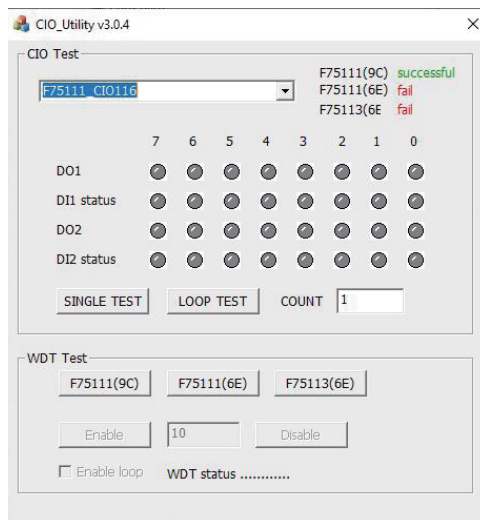 CIO_Utility v3.0.4
CIO Test
F75111_CIO116
F75111(9C) successful
F75111(6E) fail
F75113(6E fail
7 6 5 4 3 2 1 0
DO1
DI1 status
DO2
DI2 status
SINGLE TEST LOOP TEST COUNT 1
WDT Test
F75111(9C) F75111(6E) F75113(6E)
Enable 10 Disable
Enable loop WDT status ............